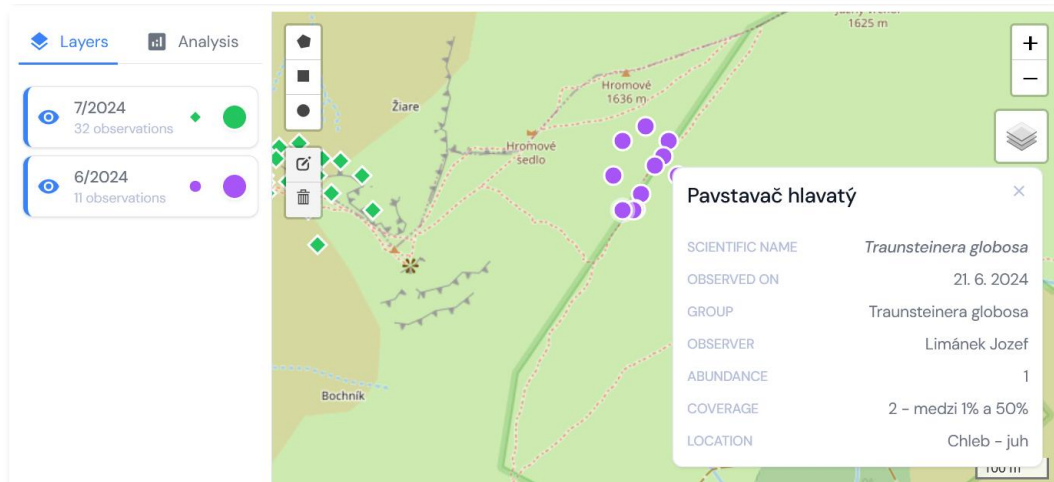 Layers
Analysis
7/2024
32 observations
6/2024
11 observations
1625 m
Hromové
1636 m
Žiare
Hromové
sedlo
Bochník
+
−
Pavstavač hlavatý
×
SCIENTIFIC NAME Traunsteinera globosa
OBSERVED ON 21. 6. 2024
GROUP Traunsteinera globosa
OBSERVER Limánek Jozef
ABUNDANCE 1
COVERAGE 2 - medzi 1% a 50%
LOCATION Chleb - juh
100 m